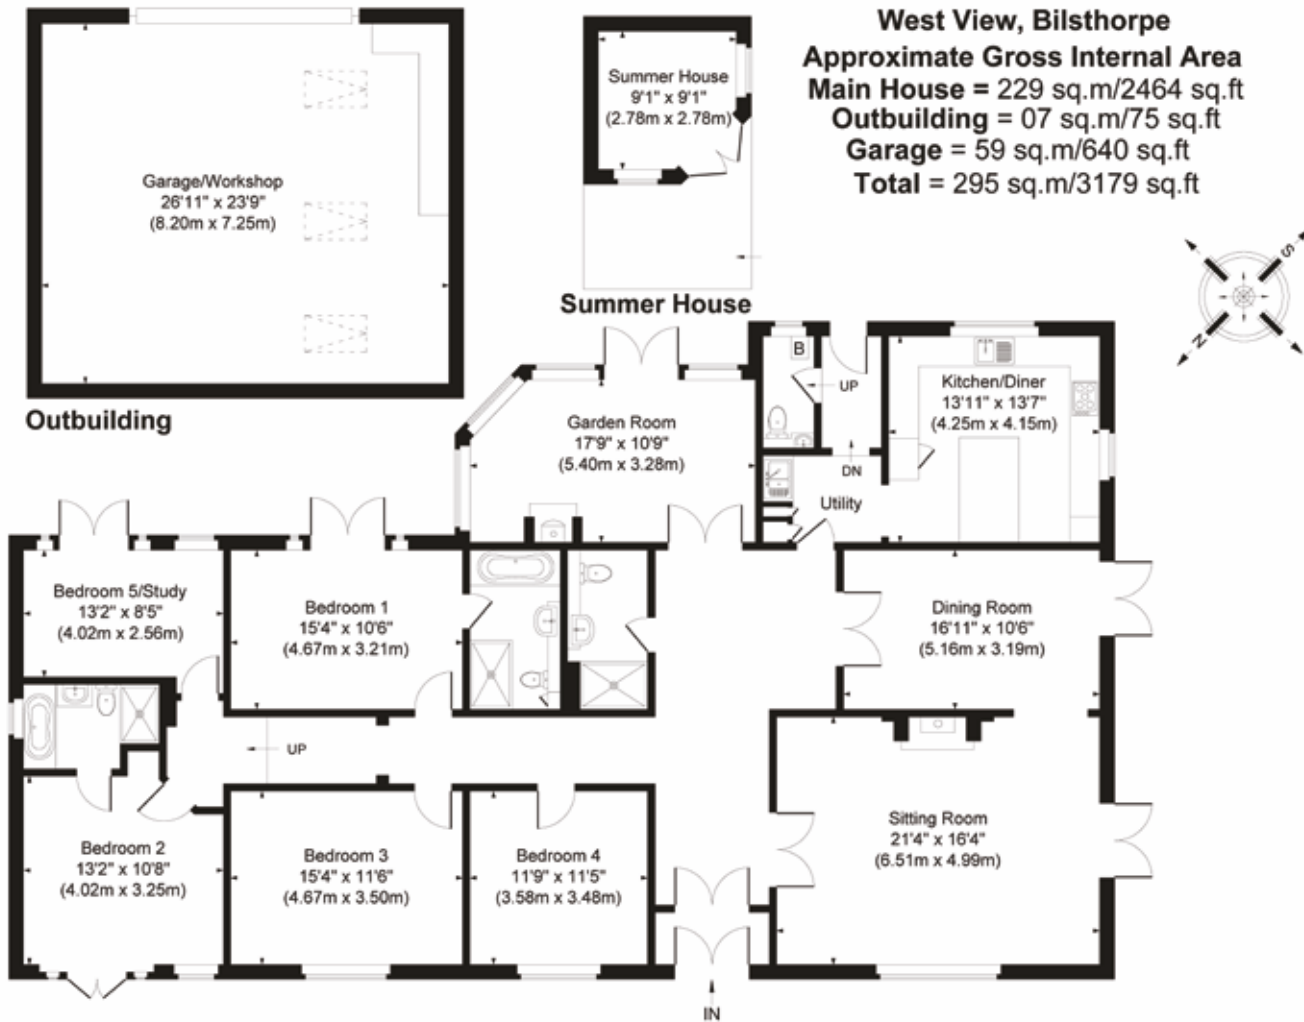 West View, Bilsthorpe
Approximate Gross Internal Area
Main House = 229 sq.m/2464 sq.ft
Outbuilding = 07 sq.m/75 sq.ft
Garage = 59 sq.m/640 sq.ft
Total = 295 sq.m/3179 sq.ft
Garage/Workshop
26'11" x 23'9"
(8.20m x 7.25m)
Outbuilding
Summer House
9'1" x 9'1"
(2.78m x 2.78m)
Summer House
S
N
B
UP
DN
Kitchen/Diner
13'11" x 13'7"
(4.25m x 4.15m)
Garden Room
17'9" x 10'9"
(5.40m x 3.28m)
Utility
Bedroom 5/Study
13'2" x 8'5"
(4.02m x 2.56m)
Bedroom 1
15'4" x 10'6"
(4.67m x 3.21m)
Dining Room
16'11" x 10'6"
(5.16m x 3.19m)
UP
Bedroom 2
13'2" x 10'8"
(4.02m x 3.25m)
Bedroom 3
15'4" x 11'6"
(4.67m x 3.50m)
Bedroom 4
11'9" x 11'5"
(3.58m x 3.48m)
Sitting Room
21'4" x 16'4"
(6.51m x 4.99m)
IN